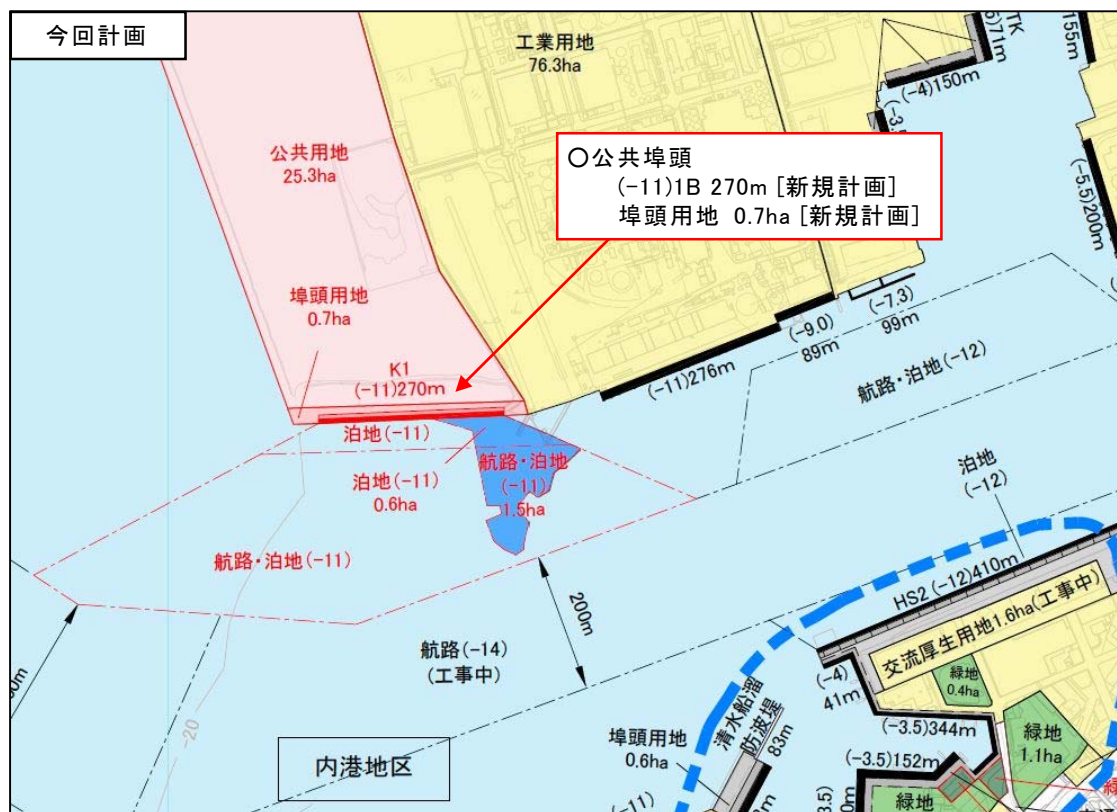 今回計画
工業用地
76.3ha
(-4)150m
71m
TK
155m
(-5.5)200m
公共用地
25.3ha
〇公共埠頭
(-11)1B 270m [新規計画]
埠頭用地 0.7ha [新規計画]
埠頭用地
0.7ha
K1
(-11)270m
(-7.3)
99m
(-9.0)
89m
(-11)276m
航路・泊地(-12)
泊地(-11)
泊地(-11)
0.6ha
航路・泊地
(-11)
1.5ha
泊地
(-12)
航路・泊地(-11)
HS2 (-12)410m
200m
交流厚生用地1.6ha(工事中)
航路(-14)
(工事中)
緑地
0.4ha
(-4)
41m
-20
(-3.5)344m
緑地
1.1ha
清水船溜
防波堤
83m
埠頭用地
0.6ha
(-3.5)152m
内港地区
(-11)
緑地